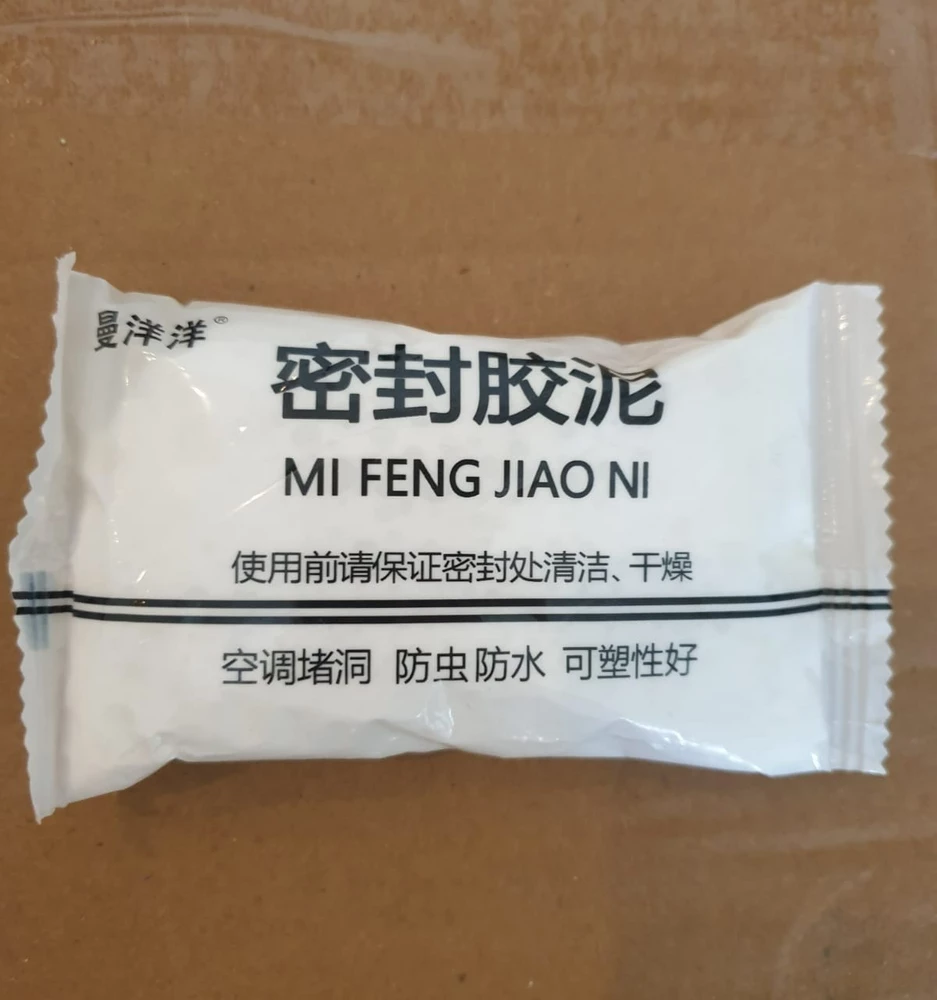 曼洋洋®
密封胶泥
MI FENG JIAO NI
使用前请保证密封处清洁、干燥
空调堵洞 防虫防水 可塑性好